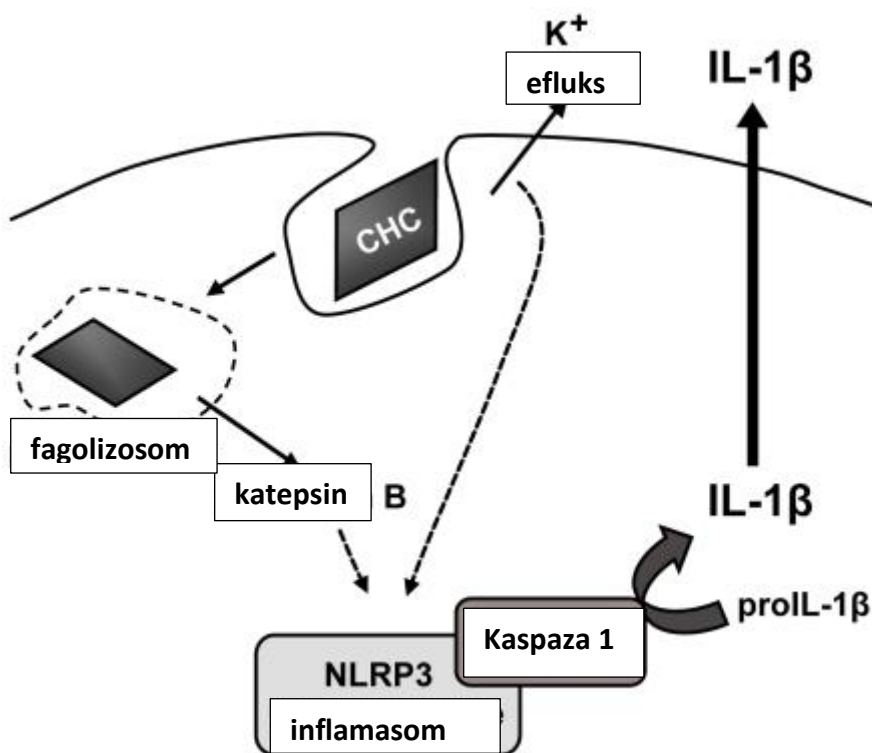 K+
efluks
IL-1β
CHC
fagolizosom
katepsin B
IL-1β
proIL-1β
Kaspaza 1
NLRP3
inflamasom